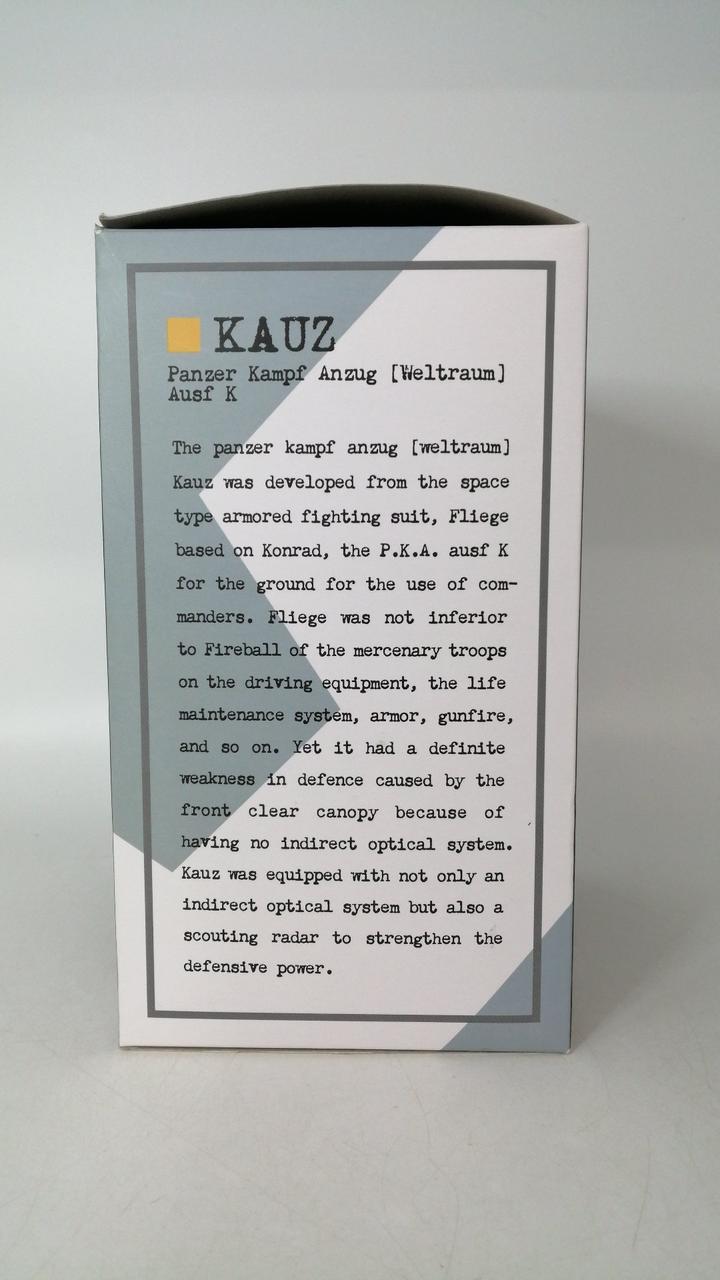 KAUZ
Panzer Kampf Anzug [Weltraum]
Ausf K
The panzer kampf anzug [weltraum]
Kauz was developed from the space
type armored fighting suit, Fliege
based on Konrad, the P.K.A. ausf K
for the ground for the use of com-
manders. Fliege was not inferior
to Fireball of the mercenary troops
on the driving equipment, the life
maintenance system, armor, gunfire,
and so on. Yet it had a definite
weakness in defence caused by the
front clear canopy because of
having no indirect optical system.
Kauz was equipped with not only an
indirect optical system but also a
scouting radar to strengthen the
defensive power.